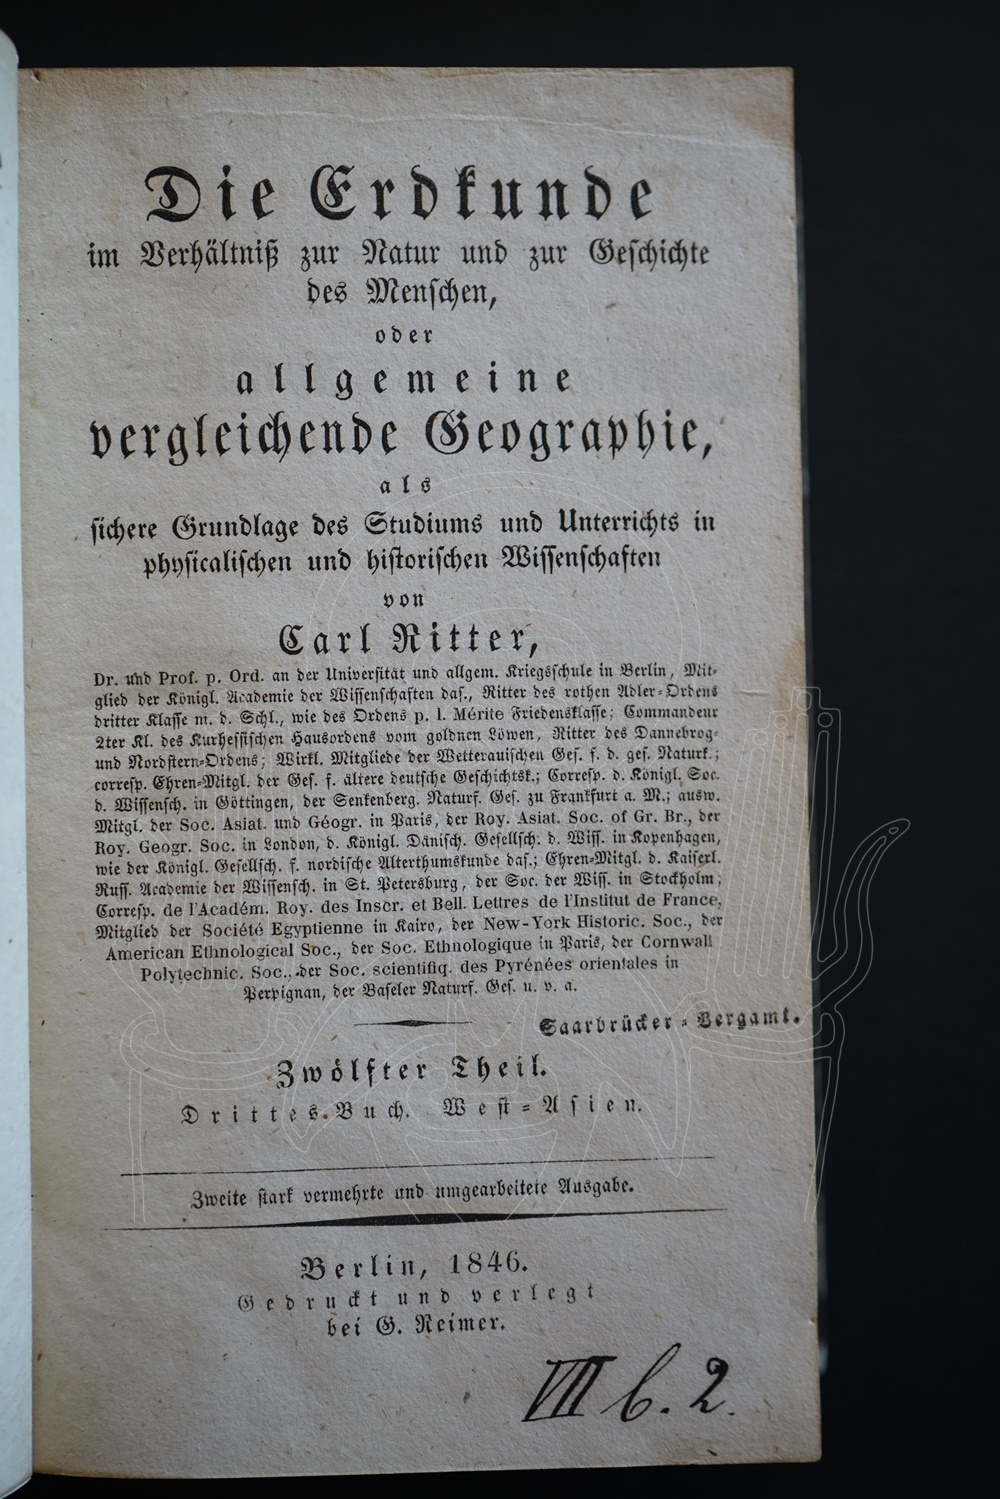 Die Erdkunde
im Verhältniß zur Natur und zur Geschichte
des Menschen,
oder
allgemeine
vergleichende Geographie,
als
sichere Grundlage des Studiums und Unterrichts in
physicalischen und historischen Wissenschaften
von
Carl Ritter,
Dr. und Prof. p. Ord. an der Universität und allgem. Kriegsschule in Berlin, Mit-
glied der Königl. Academie der Wissenschaften das., Ritter des rothen Adler-Ordens
dritter Klasse m. d. Schl., wie des Ordens p. l. Mérite Friedensklasse; Commandeur
2ter Kl. des Kurhessischen Hausordens vom goldnen Löwen, Ritter des Dannebrog-
und Nordstern-Ordens; Wirkl. Mitgliede der Wetterauischen Ges. f. d. ges. Naturk.;
corresp. Ehren-Mitgl. der Ges. f. ältere deutsche Geschichtsk.; Corresp. d. Königl. Soc.
d. Wissensch. in Göttingen, der Senkenberg. Naturf. Ges. zu Frankfurt a. M.; ausw.
Mitgl. der Soc. Asiat. und Géogr. in Paris, der Roy. Asiat. Soc. of Gr. Br., der
Roy. Geogr. Soc. in London, d. Königl. Dänisch. Gesellsch. d. Wiss. in Kopenhagen,
wie der Königl. Gesellsch. f. nordische Alterthumskunde das.; Ehren-Mitgl. d. Kaiserl.
Russ. Academie der Wissensch. in St. Petersburg, der Soc. der Wiss. in Stockholm;
Corresp. de l'Académ. Roy. des Inscr. et Bell. Lettres de l'Institut de France,
Mitglied der Société Egyptienne in Kairo, der New-York Historic. Soc., der
American Ethnological Soc., der Soc. Ethnologique in Paris, der Cornwall
Polytechnic. Soc., der Soc. scientifiq. des Pyrénées orientales in
Perpignan, der Baseler Naturf. Ges. u. v. a.
Saarbrücker-Bergamt.
Zwölfter Theil.
Drittes Buch. West-Asien.
Zweite stark vermehrte und umgearbeitete Ausgabe.
Berlin, 1846.
Gedruckt und verlegt
bei G. Reimer.
VII b. 2.